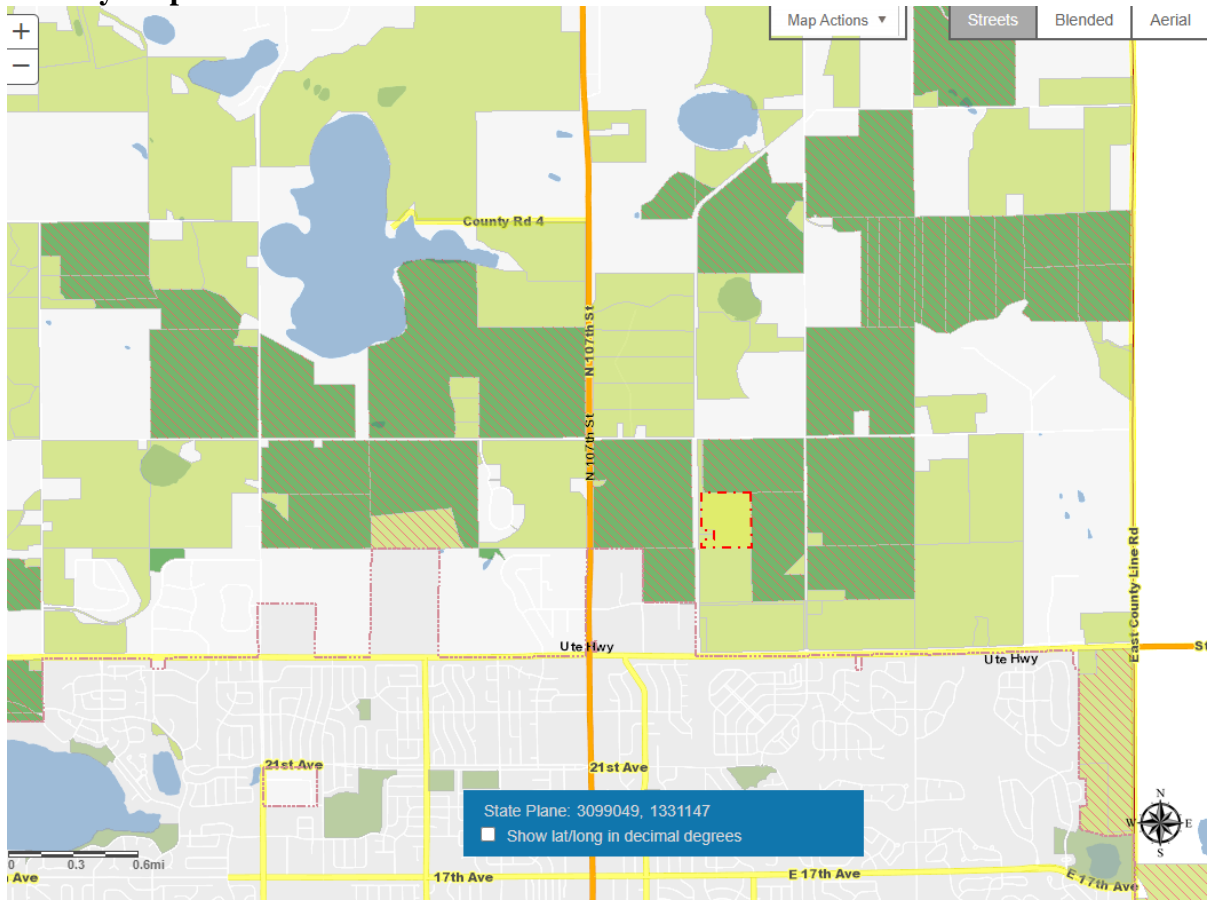 +
−
Map Actions ▼
Streets
Blended
Aerial
County Rd 4
N 107th St
N 107th St
East County Line Rd
Ute Hwy
Ute Hwy
St
21st Ave
21st Ave
State Plane: 3099049, 1331147
Show lat/long in decimal degrees
N
W
E
S
0 0.3 0.6mi
Ave
17th Ave
E 17th Ave
E 17th Ave